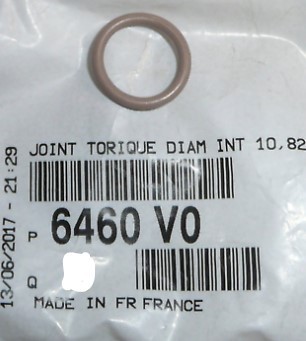 JOINT TORIQUE DIAM INT 10,82
P 6460 V0
Q
MADE IN FR FRANCE
13/06/2017 - 21:29